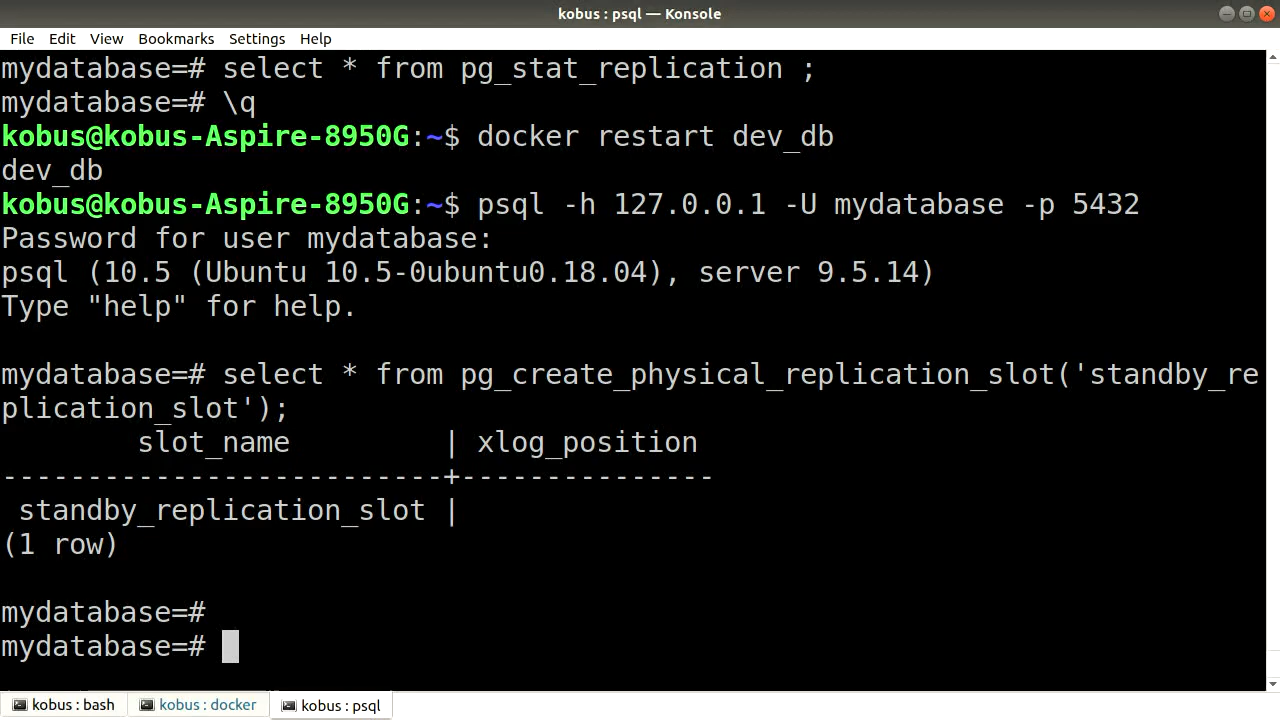 kobus : psql — Konsole
File Edit View Bookmarks Settings Help
mydatabase=# select * from pg_stat_replication ;
mydatabase=# \q
kobus@kobus-Aspire-8950G:~$ docker restart dev_db
dev_db
kobus@kobus-Aspire-8950G:~$ psql -h 127.0.0.1 -U mydatabase -p 5432
Password for user mydatabase:
psql (10.5 (Ubuntu 10.5-0ubuntu0.18.04), server 9.5.14)
Type "help" for help.
mydatabase=# select * from pg_create_physical_replication_slot('standby_re
plication_slot');
        slot_name         | xlog_position
--------------------------+---------------
 standby_replication_slot |
(1 row)
mydatabase=#
mydatabase=#
kobus : bash kobus : docker kobus : psql